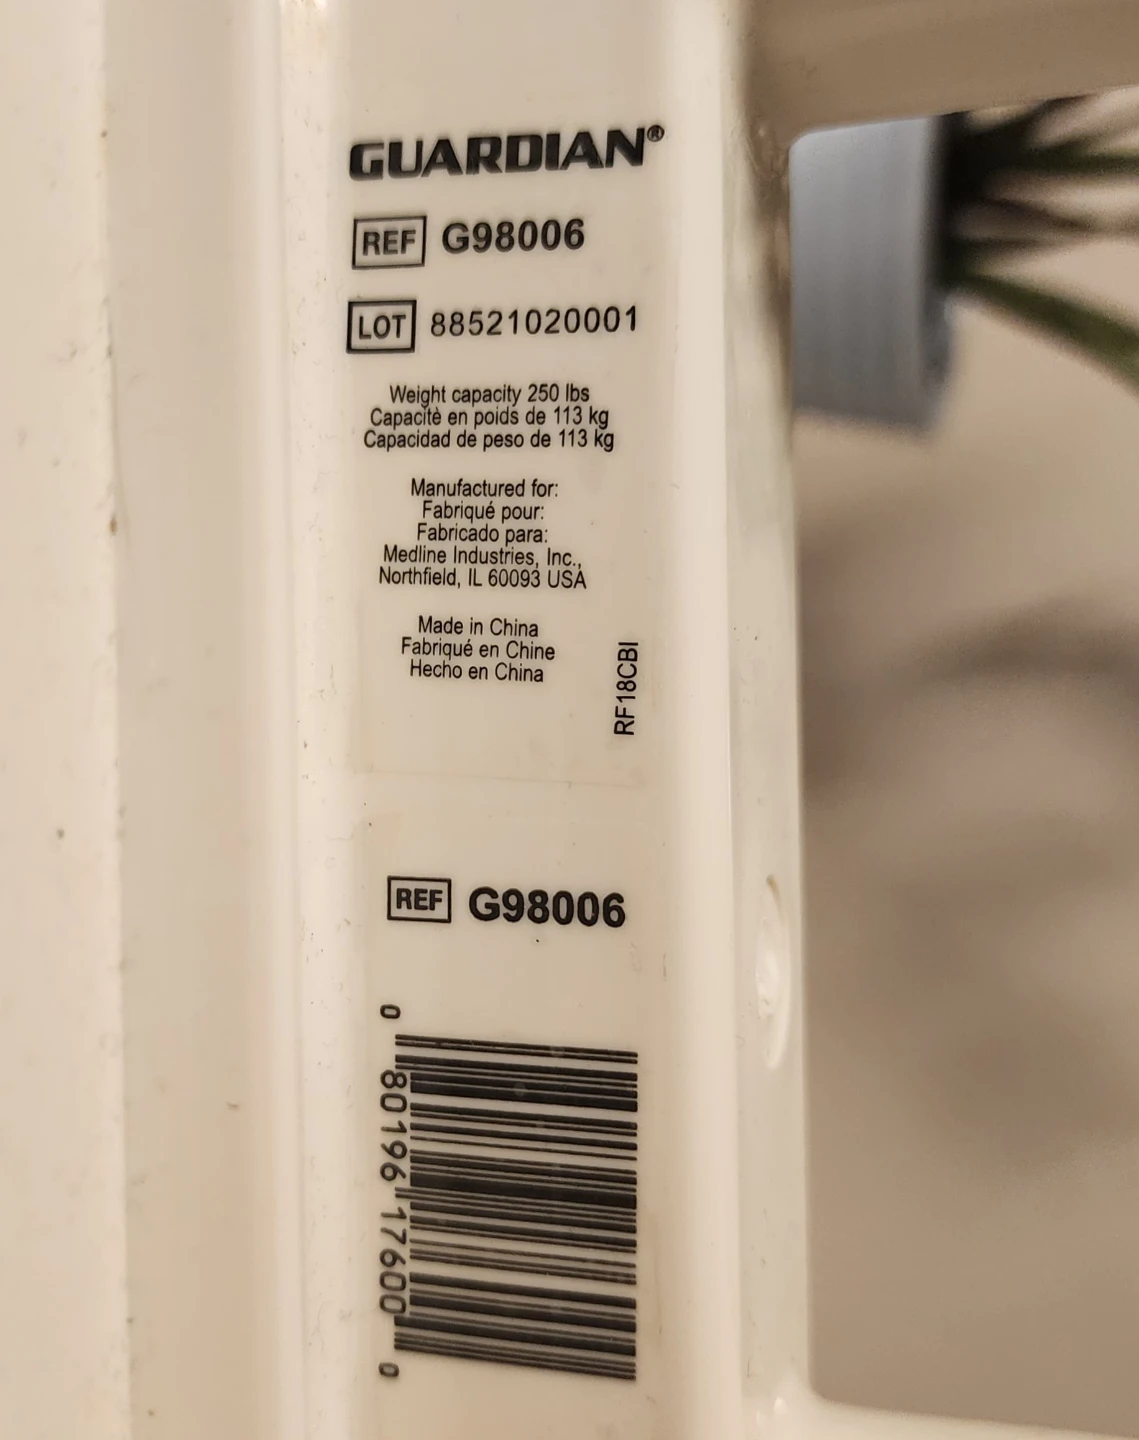 GUARDIAN®
REF G98006
LOT 88521020001
Weight capacity 250 lbs
Capacitè en poids de 113 kg
Capacidad de peso de 113 kg
Manufactured for:
Fabriqué pour:
Fabricado para:
Medline Industries, Inc.,
Northfield, IL 60093 USA
Made in China
Fabriqué en Chine
Hecho en China
RF18CBI
REF G98006
0 80196 17600 0